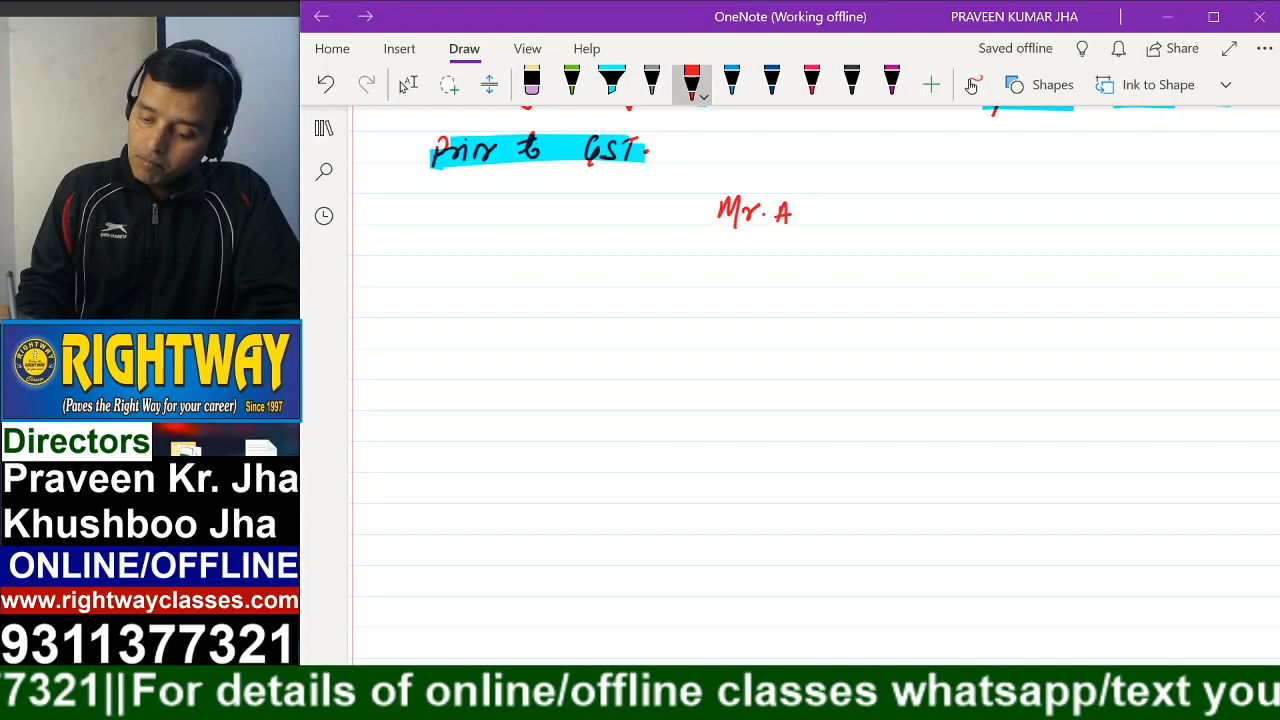 OneNote (Working offline) PRAVEEN KUMAR JHA
Home Insert Draw View Help Saved offline Share
Shapes Ink to Shape
Prior to GST.
Mr. A
RIGHTWAY
(Paves the Right Way for your career) Since 1997
Directors
Praveen Kr. Jha
Khushboo Jha
ONLINE/OFFLINE
www.rightwayclasses.com
9311377321
7321||For details of online/offline classes whatsapp/text you